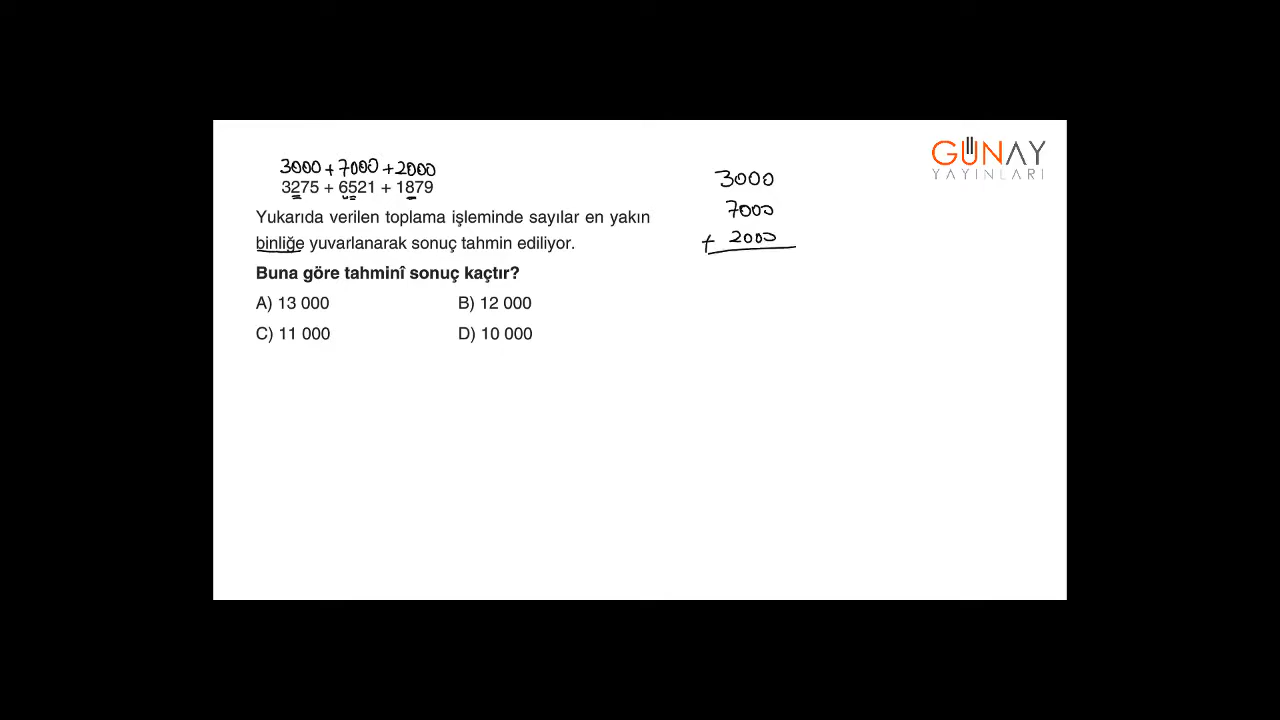 3000 + 7000 + 2000
3275 + 6521 + 1879
Yukarıda verilen toplama işleminde sayılar en yakın
binliğe yuvarlanarak sonuç tahmin ediliyor.
Buna göre tahminî sonuç kaçtır?
A) 13 000
B) 12 000
C) 11 000
D) 10 000
3000
7000
+ 2000
GÜNAY
YAYINLARI